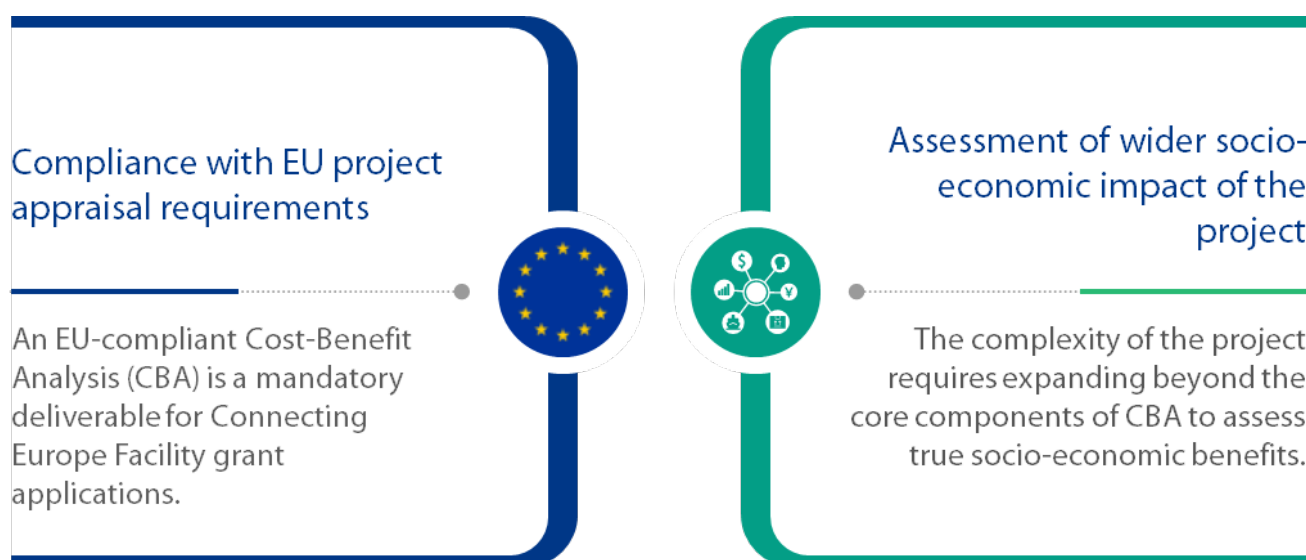 Compliance with EU project
appraisal requirements
An EU-compliant Cost-Benefit
Analysis (CBA) is a mandatory
deliverable for Connecting
Europe Facility grant
applications.
Assessment of wider socio-
economic impact of the
project
$
¥
The complexity of the project
requires expanding beyond the
core components of CBA to assess
true socio-economic benefits.